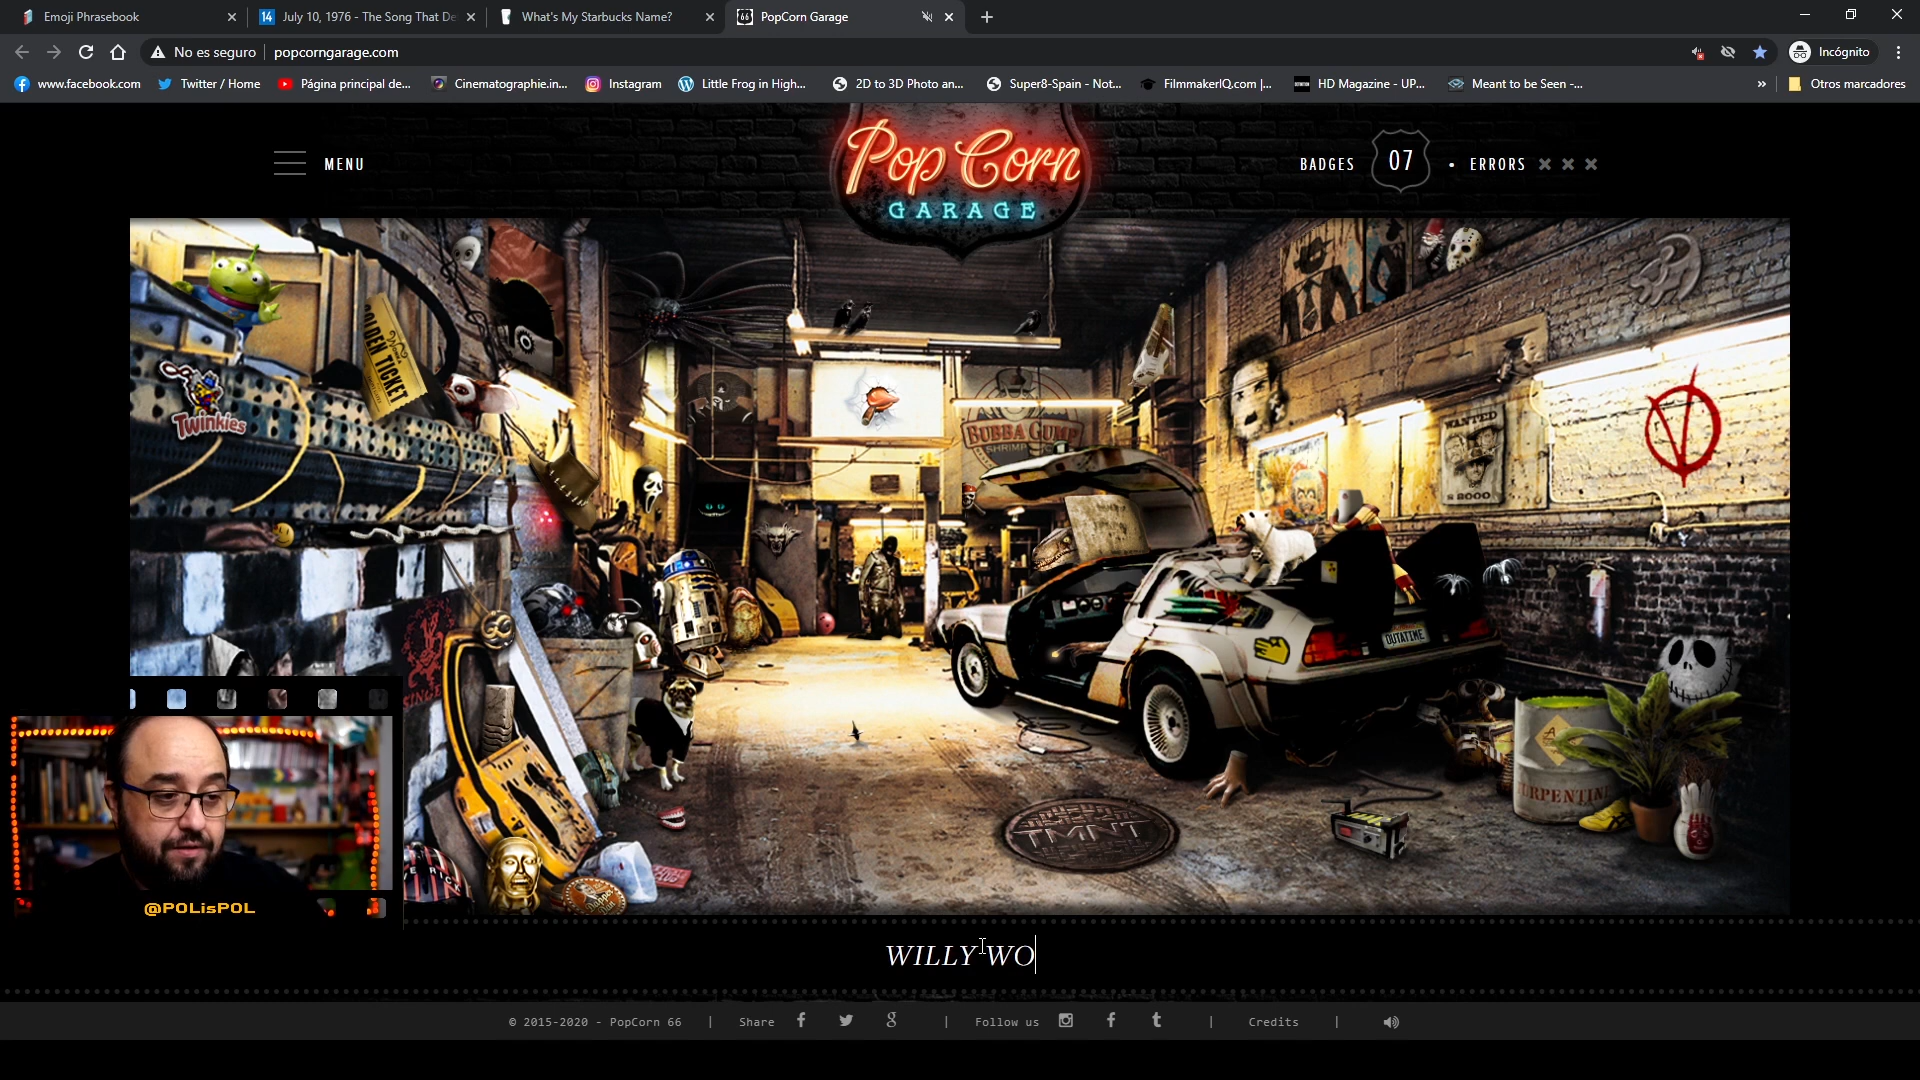 Emoji Phrasebook
July 10, 1976 - The Song That De
What's My Starbucks Name?
PopCorn Garage
No es seguro
popcorngarage.com
Incógnito
www.facebook.com
Twitter / Home
Página principal de...
Cinematographie.in...
Instagram
Little Frog in High...
2D to 3D Photo an...
Super8-Spain - Not...
FilmmakerIQ.com |...
HD Magazine - UP...
Meant to be Seen -...
»
Otros marcadores
MENU
Pop Corn
GARAGE
BADGES
07
• ERRORS
GOLDEN TICKET
Twinkies
BUBBA GUMP
SHRIMP
WANTED
V
OUTATIME
TMNT
@POLisPOL
WILLY WO
© 2015-2020 - PopCorn 66 | Share | Follow us | Credits |